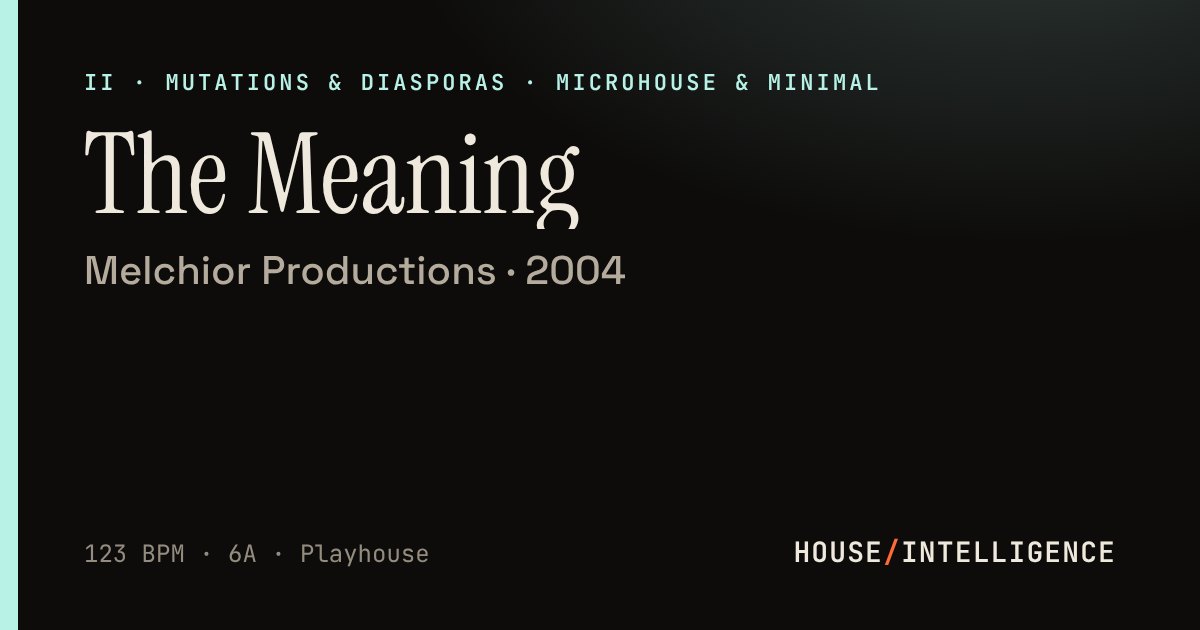 II · MUTATIONS & DIASPORAS · MICROHOUSE & MINIMAL
The Meaning
Melchior Productions · 2004
123 BPM · 6A · Playhouse
HOUSE/INTELLIGENCE